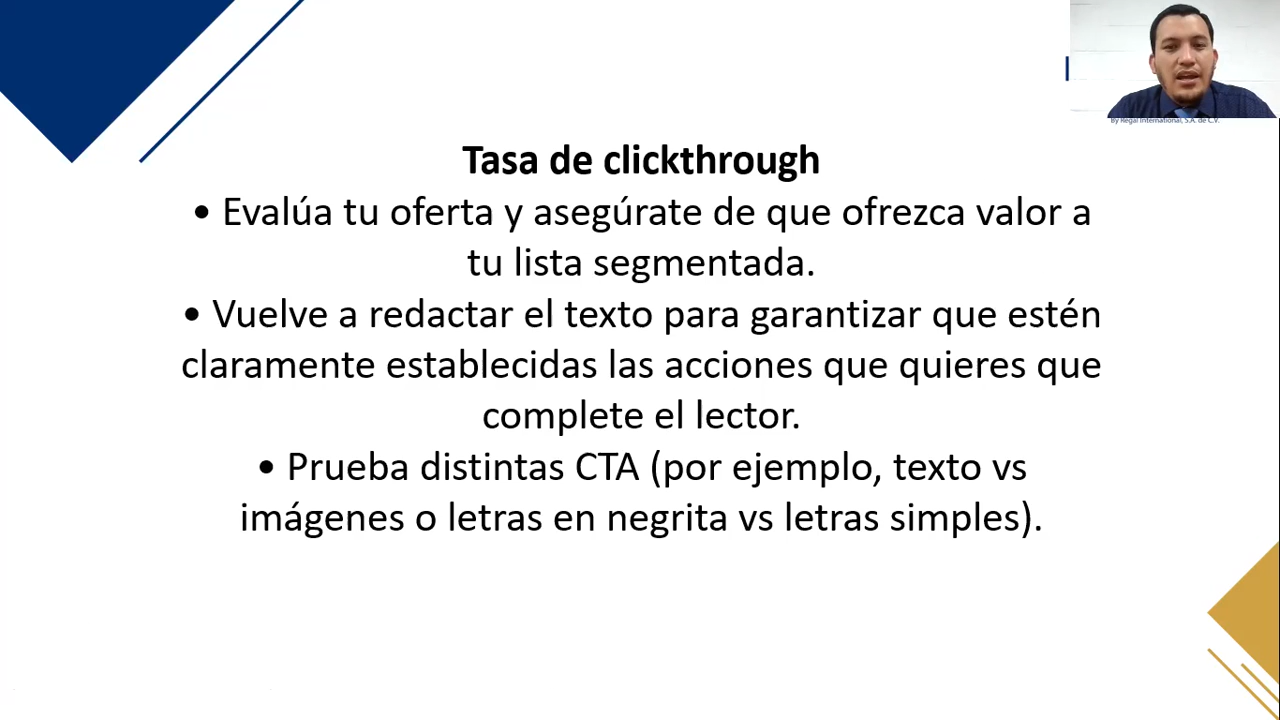 By Regal International, S.A. de C.V.
Tasa de clickthrough
• Evalúa tu oferta y asegúrate de que ofrezca valor a
tu lista segmentada.
• Vuelve a redactar el texto para garantizar que estén
claramente establecidas las acciones que quieres que
complete el lector.
• Prueba distintas CTA (por ejemplo, texto vs
imágenes o letras en negrita vs letras simples).